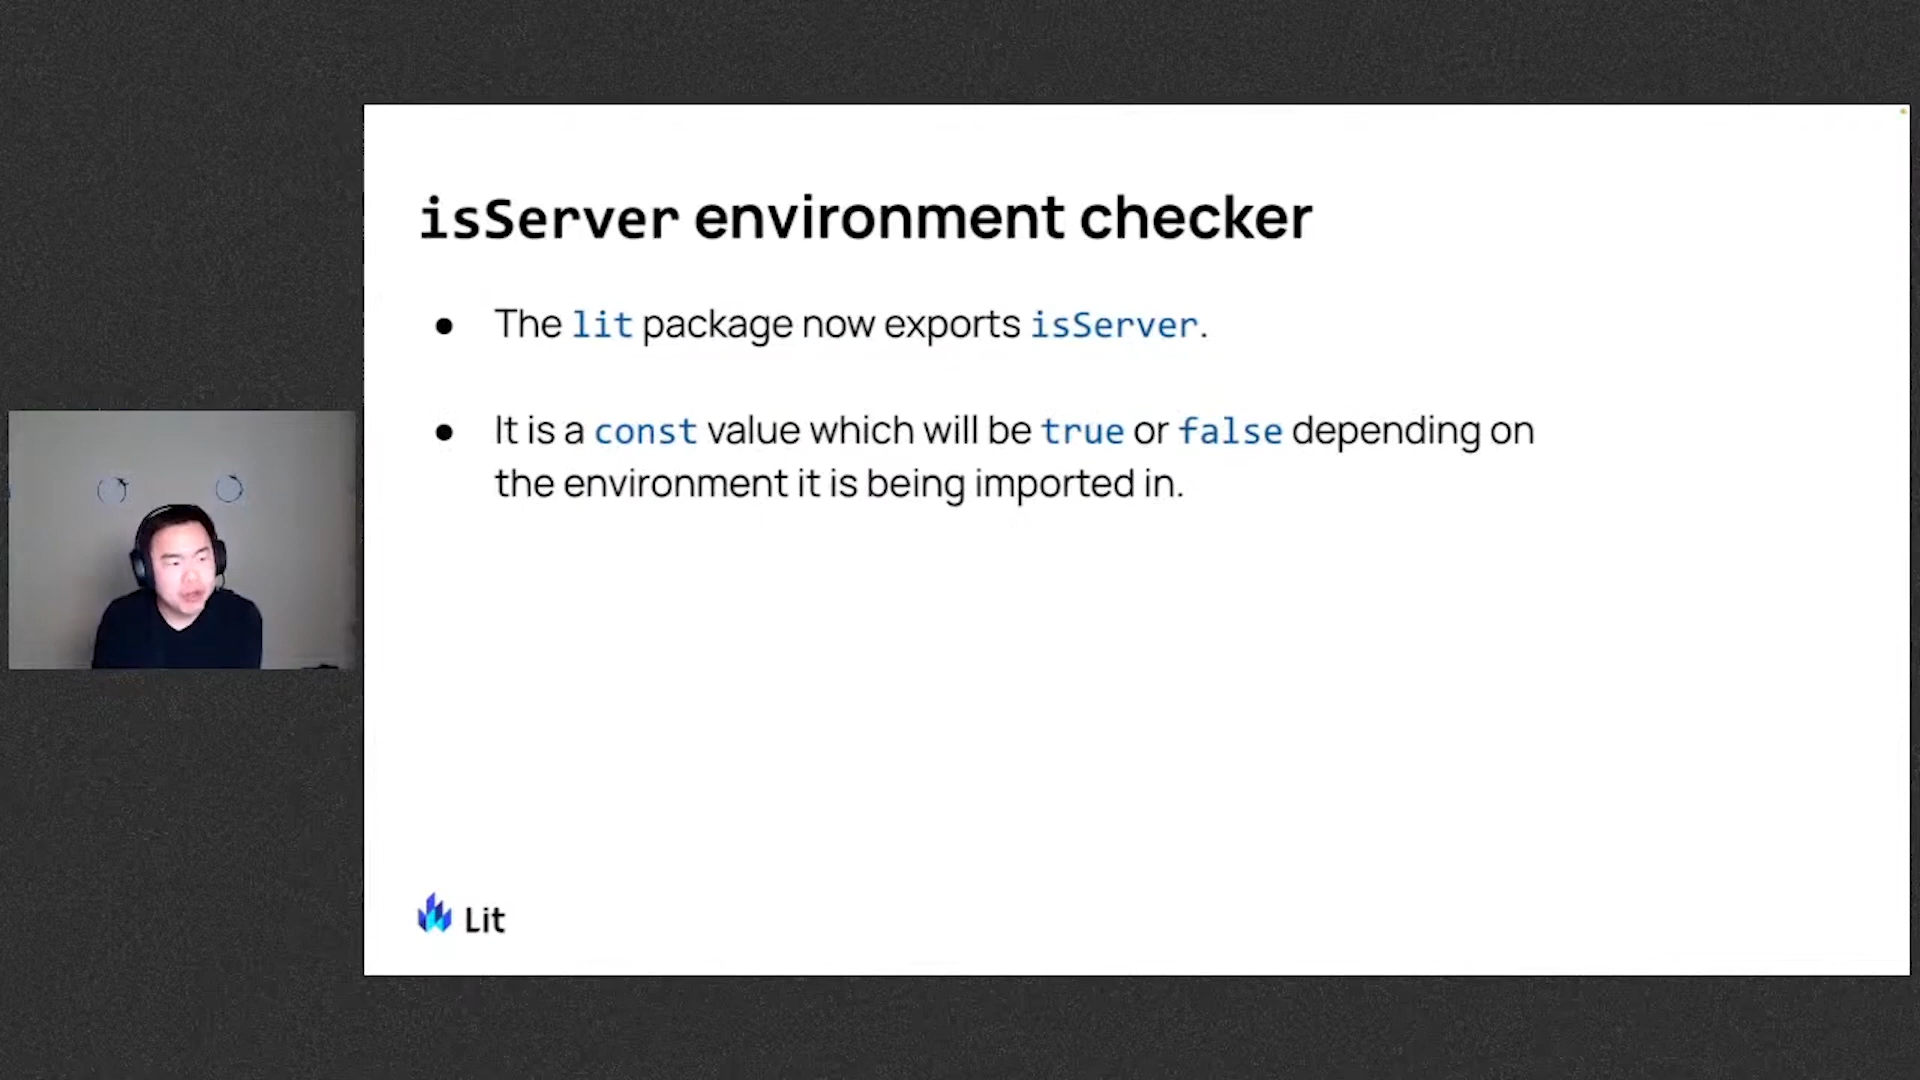 isServer environment checker
● The lit package now exports isServer.
● It is a const value which will be true or false depending on
the environment it is being imported in.
Lit